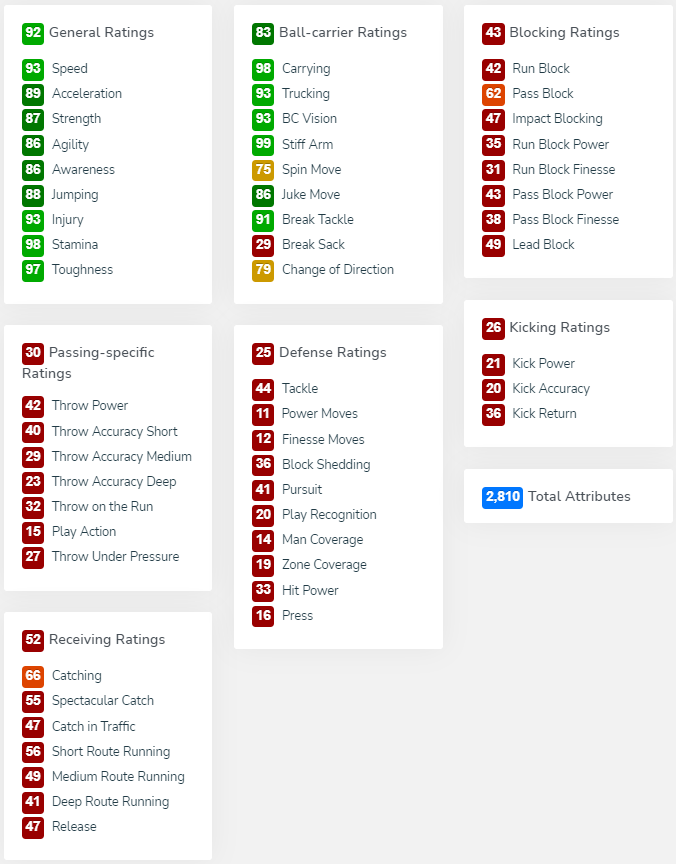 92 General Ratings
93 Speed
89 Acceleration
87 Strength
86 Agility
86 Awareness
88 Jumping
93 Injury
98 Stamina
97 Toughness
30 Passing-specific
Ratings
42 Throw Power
40 Throw Accuracy Short
29 Throw Accuracy Medium
23 Throw Accuracy Deep
32 Throw on the Run
15 Play Action
27 Throw Under Pressure
52 Receiving Ratings
66 Catching
55 Spectacular Catch
47 Catch in Traffic
56 Short Route Running
49 Medium Route Running
41 Deep Route Running
47 Release
83 Ball-carrier Ratings
98 Carrying
93 Trucking
93 BC Vision
99 Stiff Arm
75 Spin Move
86 Juke Move
91 Break Tackle
29 Break Sack
79 Change of Direction
25 Defense Ratings
44 Tackle
11 Power Moves
12 Finesse Moves
36 Block Shedding
41 Pursuit
20 Play Recognition
14 Man Coverage
19 Zone Coverage
33 Hit Power
16 Press
43 Blocking Ratings
42 Run Block
62 Pass Block
47 Impact Blocking
35 Run Block Power
31 Run Block Finesse
43 Pass Block Power
38 Pass Block Finesse
49 Lead Block
26 Kicking Ratings
21 Kick Power
20 Kick Accuracy
36 Kick Return
2,810 Total Attributes